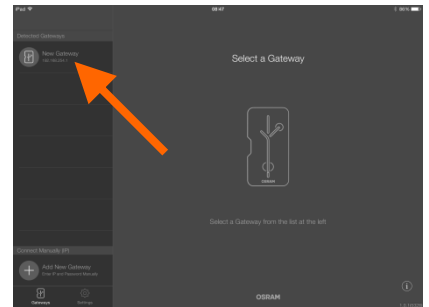 iPad 08:47 86%
Detected Gateways
New Gateway
Select a Gateway
OSRAM
Select a Gateway from the list at the left
Connect Manually (IP)
Add New Gateway
Enter IP and Password Manually
Gateways Settings
OSRAM